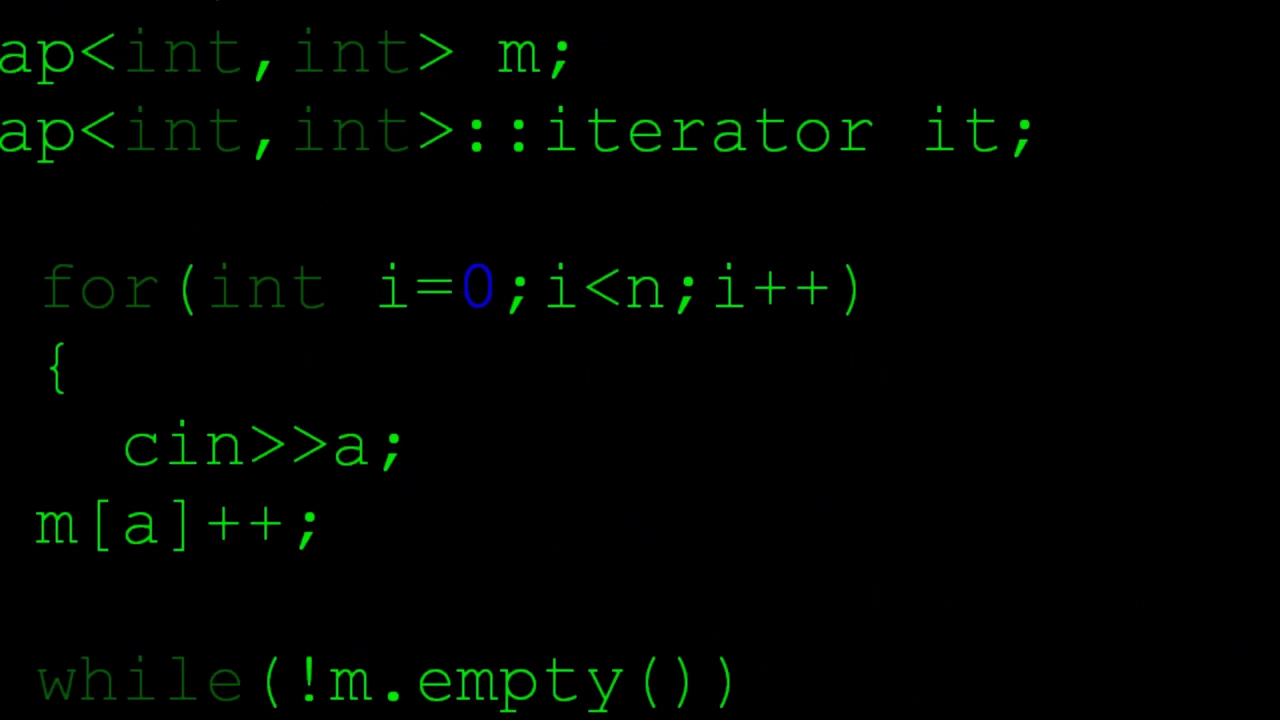 ap<int,int> m;
ap<int,int>::iterator it;
for(int i=0;i<n;i++)
{
cin>>a;
m[a]++;
while(!m.empty())